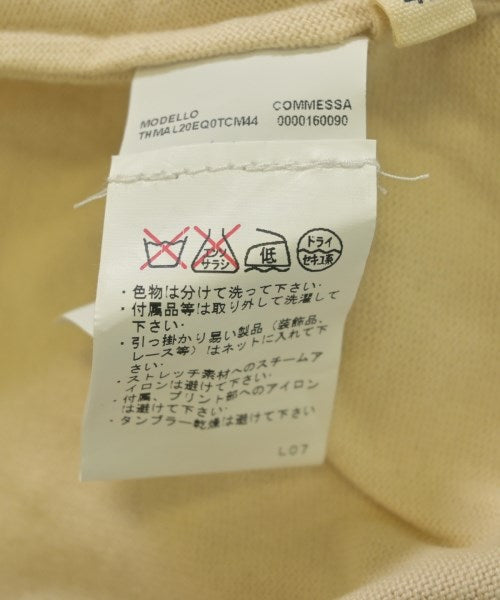 MODELLO COMMESSA
THMAL20EQ0TCM44 0000160090
エンソ
サラシ
低
ドライ
セキユ系
・色物は分けて洗って下さい・
・付属品等は取り外して洗濯して
下さい・
・引っ掛かり易い製品（装飾品、
レース等）はネットに入れて下
さい・
・ストレッチ素材へのスチームア
イロンは避けて下さい・
・付属、プリント部へのアイロン
は避けて下さい・
・タンブラー乾燥は避けて下さい
L07